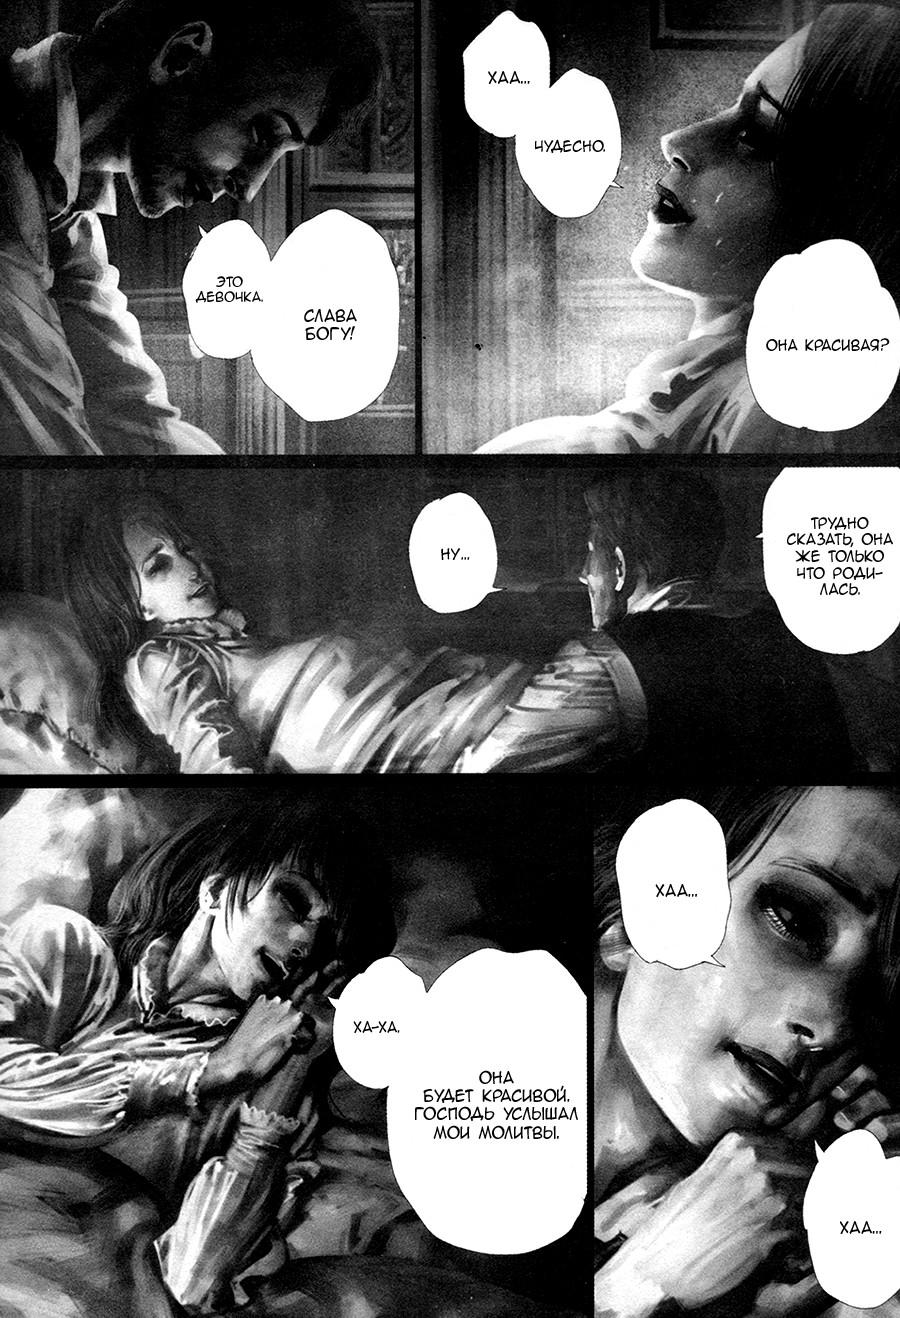 ЭТО
ДЕВОЧКА.
СЛАВА
БОГУ!
ХАА...
ЧУДЕСНО.
ОНА КРАСИВАЯ?
НУ...
ТРУДНО
СКАЗАТЬ, ОНА
ЖЕ ТОЛЬКО
ЧТО РОДИ-
ЛАСЬ.
ХА-ХА.
ОНА
БУДЕТ КРАСИВОЙ.
ГОСПОДЬ УСЛЫШАЛ
МОИ МОЛИТВЫ.
ХАА...
ХАА...